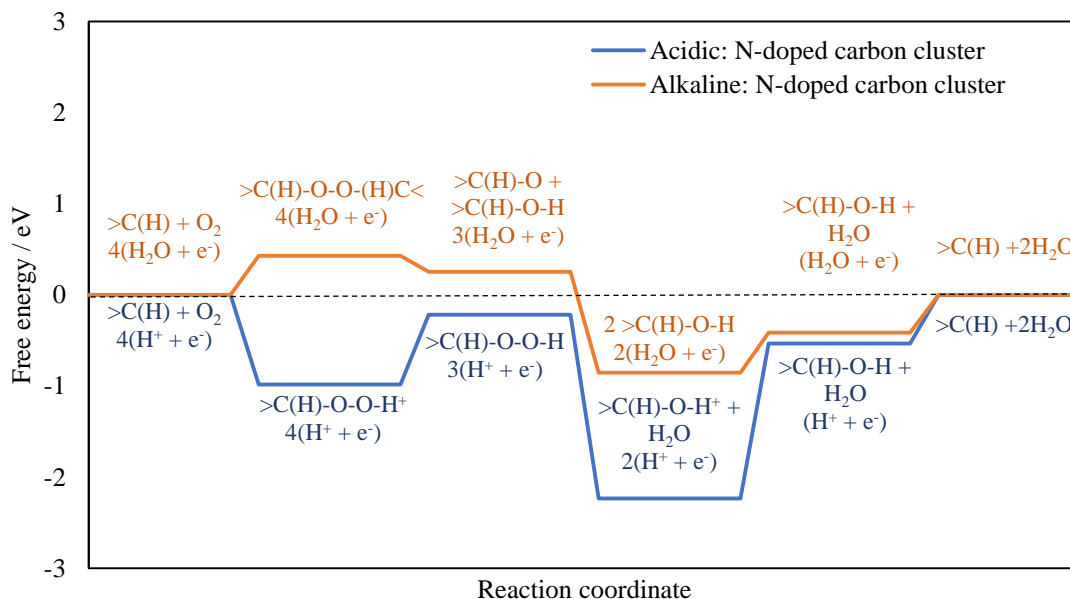 3
2
1
0
-1
-2
-3
Free energy / eV
Reaction coordinate
Acidic: N-doped carbon cluster
Alkaline: N-doped carbon cluster
>C(H) + O₂
4(H₂O + e⁻)
>C(H)-O-O-(H)C<
4(H₂O + e⁻)
>C(H)-O +
>C(H)-O-H
3(H₂O + e⁻)
2 >C(H)-O-H
2(H₂O + e⁻)
>C(H)-O-H +
H₂O
(H₂O + e⁻)
>C(H) +2H₂O
>C(H) + O₂
4(H⁺ + e⁻)
>C(H)-O-O-H⁺
4(H⁺ + e⁻)
>C(H)-O-O-H
3(H⁺ + e⁻)
>C(H)-O-H⁺ +
H₂O
2(H⁺ + e⁻)
>C(H)-O-H +
H₂O
(H⁺ + e⁻)
>C(H) +2H₂O